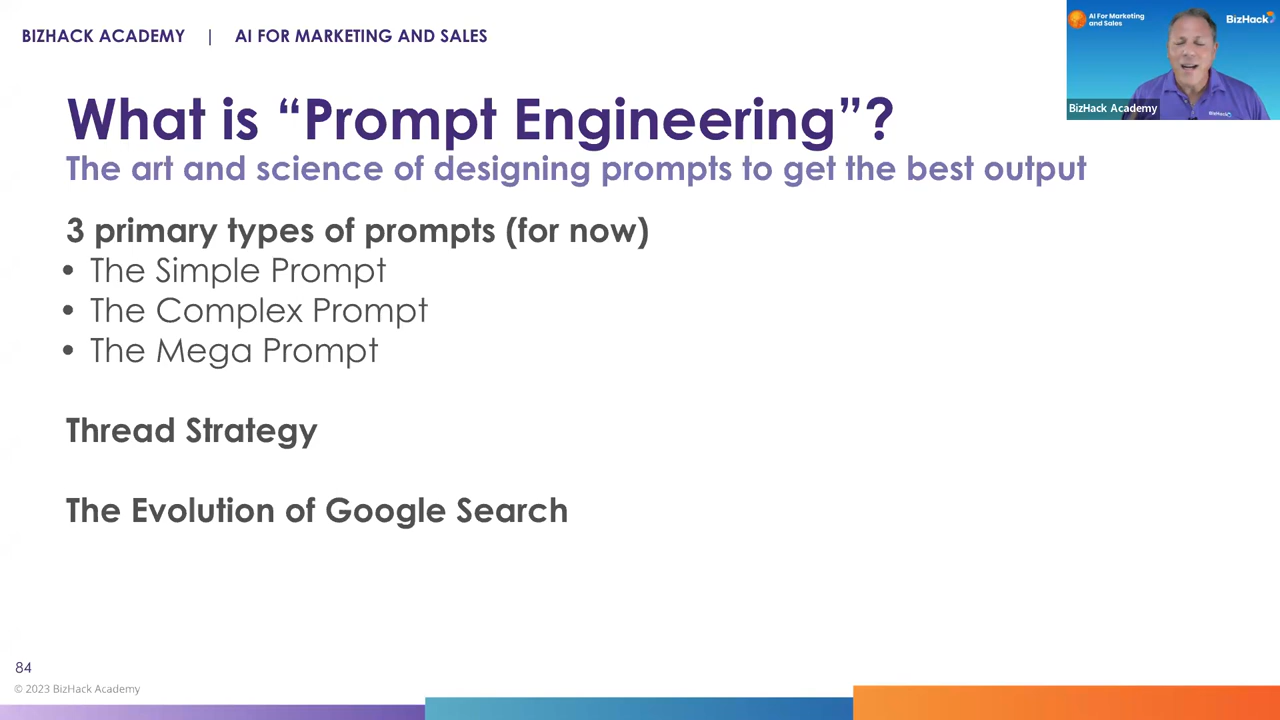 BIZHACK ACADEMY | AI FOR MARKETING AND SALES
AI For Marketing
and Sales
BizHack
BizHack
BizHack Academy
What is “Prompt Engineering”?
The art and science of designing prompts to get the best output
3 primary types of prompts (for now)
• The Simple Prompt
• The Complex Prompt
• The Mega Prompt
Thread Strategy
The Evolution of Google Search
84
© 2023 BizHack Academy